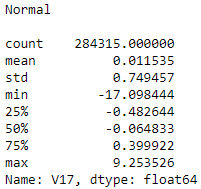 Normal
count 284315.000000
mean 0.011535
std 0.749457
min -17.098444
25% -0.482644
50% -0.064833
75% 0.399922
max 9.253526
Name: V17, dtype: float64